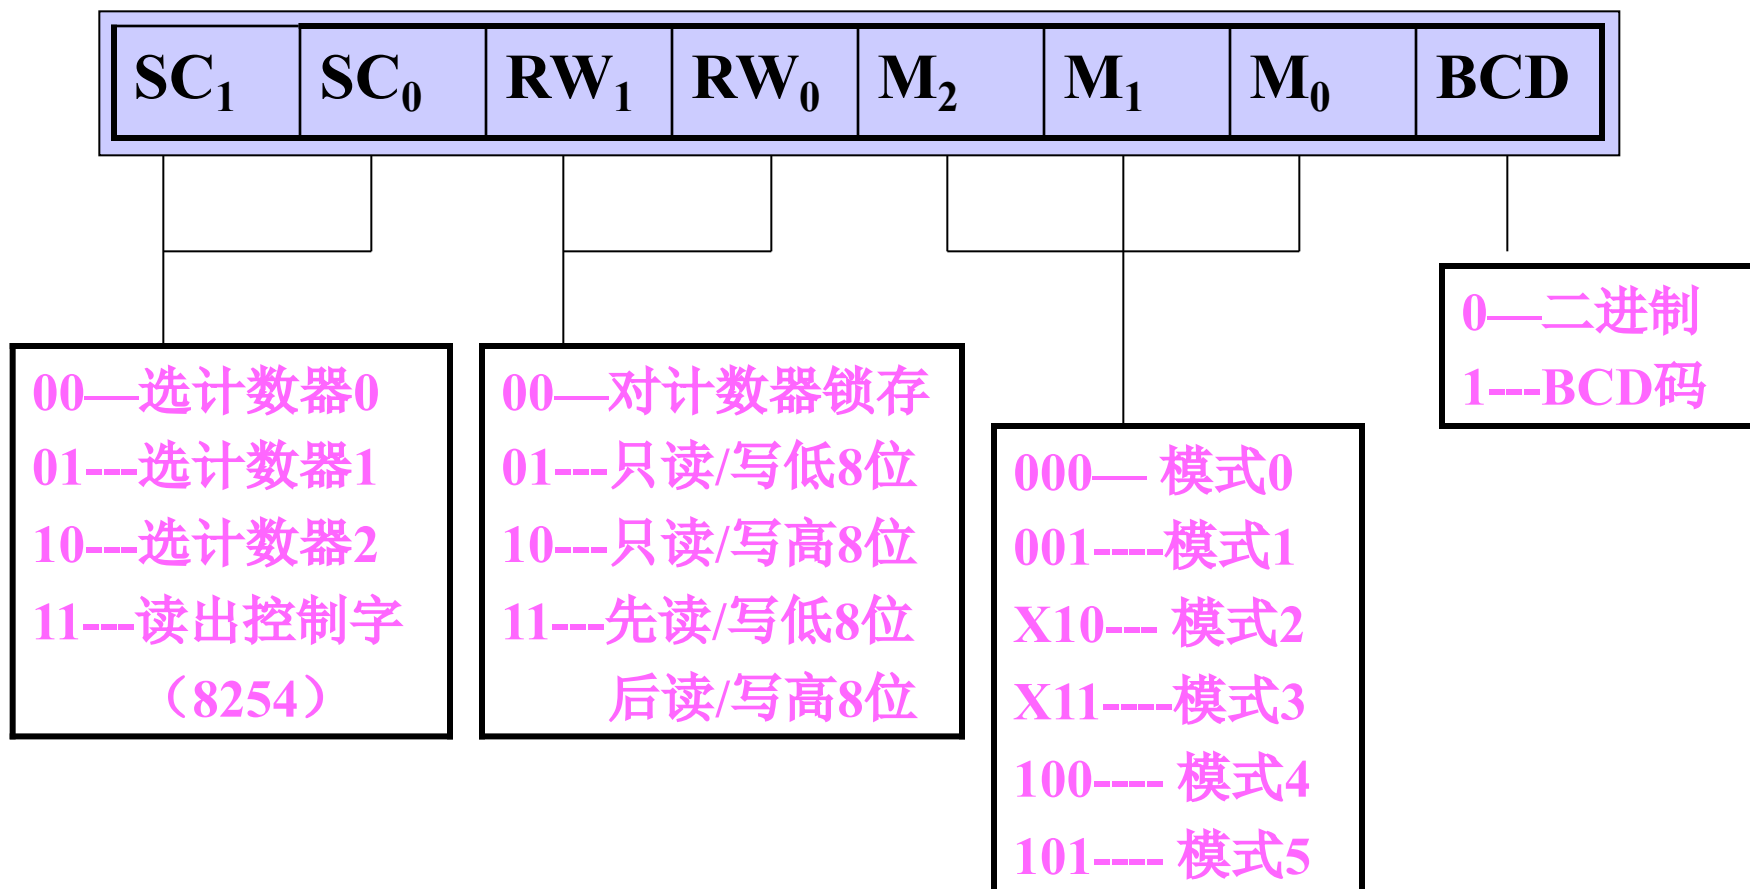 SC₁ SC₀ RW₁ RW₀ M₂ M₁ M₀ BCD
0—二进制
1---BCD码
00—选计数器0
01---选计数器1
10---选计数器2
11---读出控制字
（8254）
00—对计数器锁存
01---只读/写低8位
10---只读/写高8位
11---先读/写低8位
后读/写高8位
000— 模式0
001----模式1
X10--- 模式2
X11----模式3
100---- 模式4
101---- 模式5